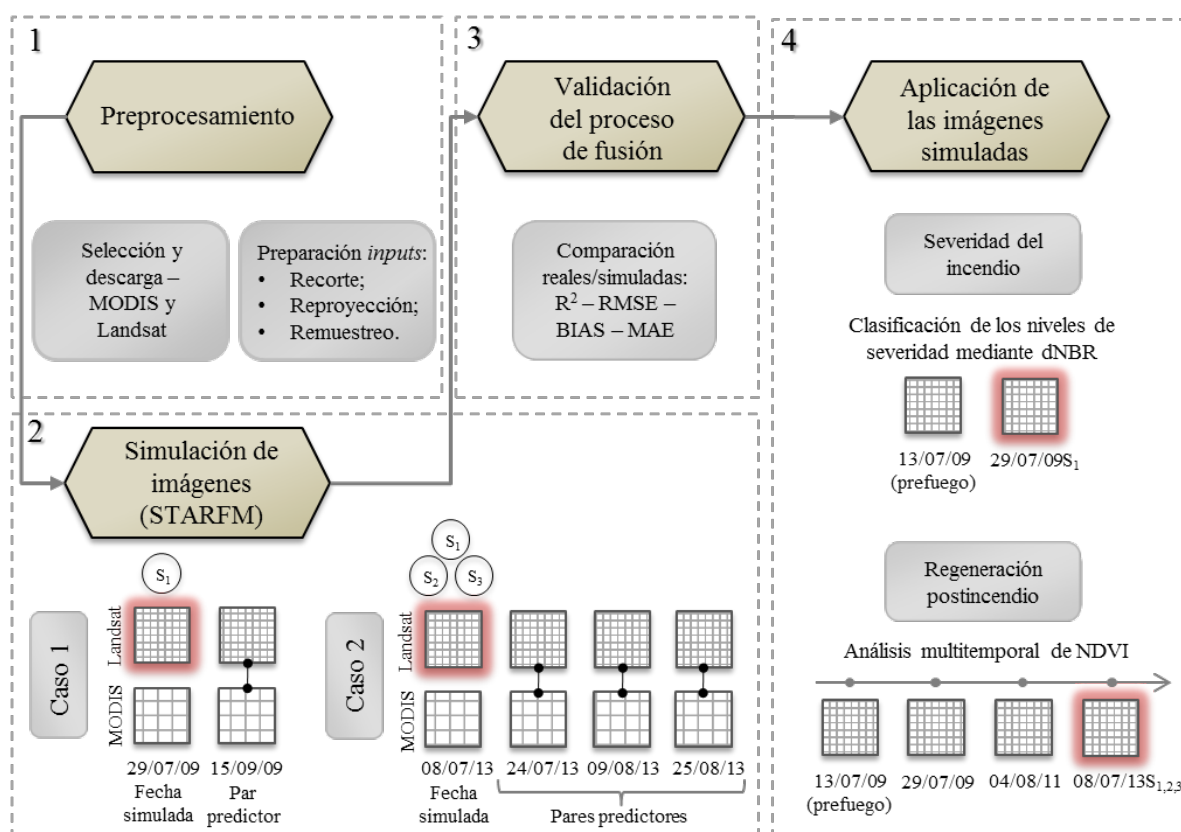 1
Preprocesamiento
Selección y
descarga –
MODIS y
Landsat
Preparación inputs:
• Recorte;
• Reproyección;
• Remuestreo.
2
Simulación de
imágenes
(STARFM)
Caso 1
S1
Landsat
MODIS
29/07/09
Fecha
simulada
15/09/09
Par
predictor
Caso 2
S1
S2
S3
Landsat
MODIS
08/07/13
Fecha
simulada
24/07/13
09/08/13
25/08/13
Pares predictores
3
Validación
del proceso
de fusión
Comparación
reales/simuladas:
R² – RMSE –
BIAS – MAE
4
Aplicación de
las imágenes
simuladas
Severidad del
incendio
Clasificación de los niveles de
severidad mediante dNBR
13/07/09
(prefuego)
29/07/09S1
Regeneración
postincendio
Análisis multitemporal de NDVI
13/07/09
(prefuego)
29/07/09
04/08/11
08/07/13S1,2,3